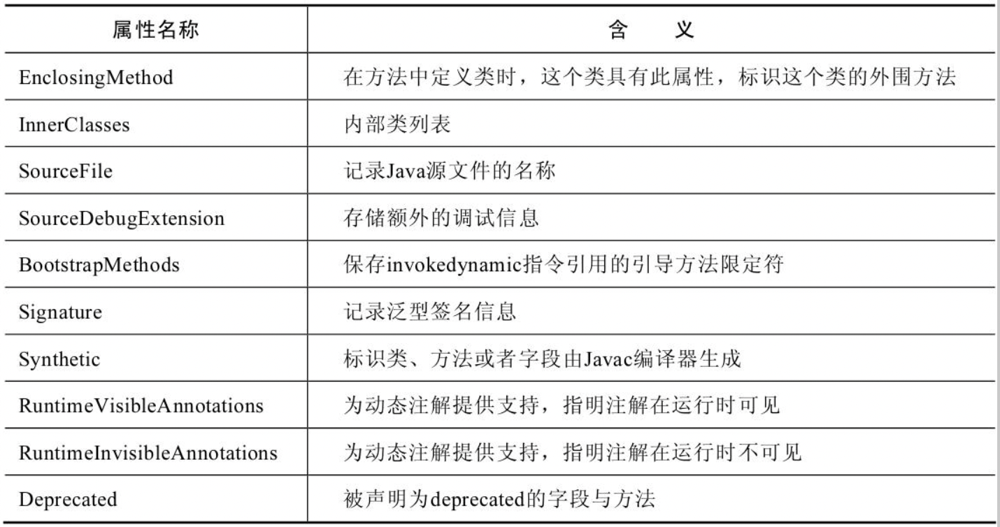 属性名称 含 义
EnclosingMethod 在方法中定义类时，这个类具有此属性，标识这个类的外围方法
InnerClasses 内部类列表
SourceFile 记录Java源文件的名称
SourceDebugExtension 存储额外的调试信息
BootstrapMethods 保存invokedynamic指令引用的引导方法限定符
Signature 记录泛型签名信息
Synthetic 标识类、方法或者字段由Javac编译器生成
RuntimeVisibleAnnotations 为动态注解提供支持，指明注解在运行时可见
RuntimeInvisibleAnnotations 为动态注解提供支持，指明注解在运行时不可见
Deprecated 被声明为deprecated的字段与方法